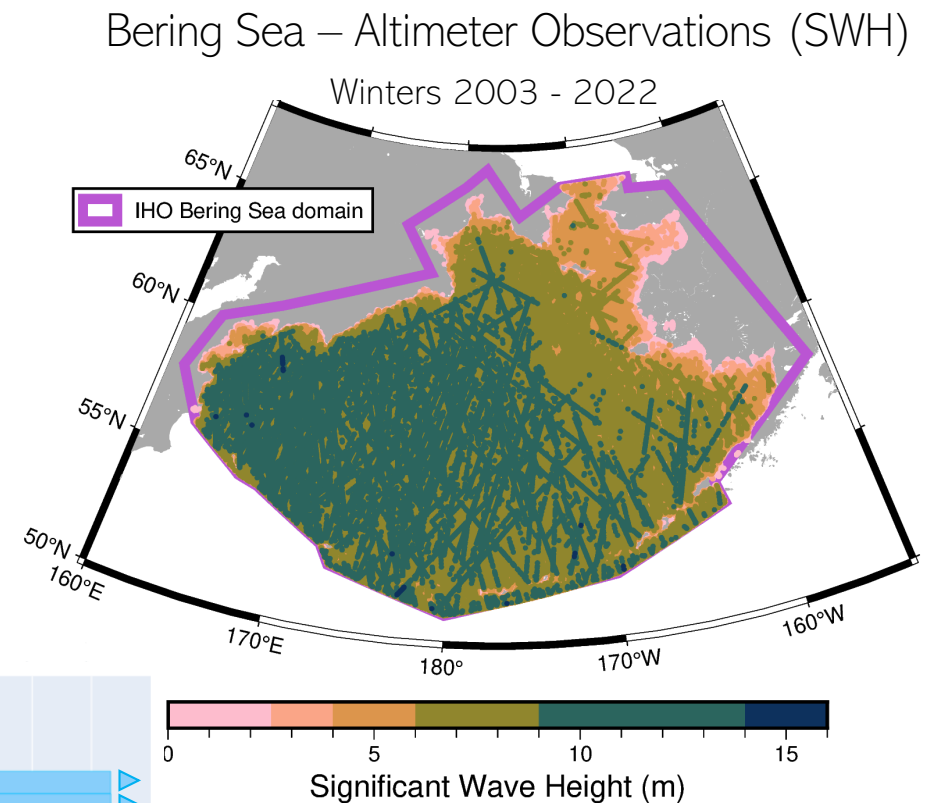 Bering Sea – Altimeter Observations (SWH)
Winters 2003 - 2022
65°N
IHO Bering Sea domain
60°N
55°N
50°N
160°E
170°E
180°
170°W
160°W
0 5 10 15
Significant Wave Height (m)